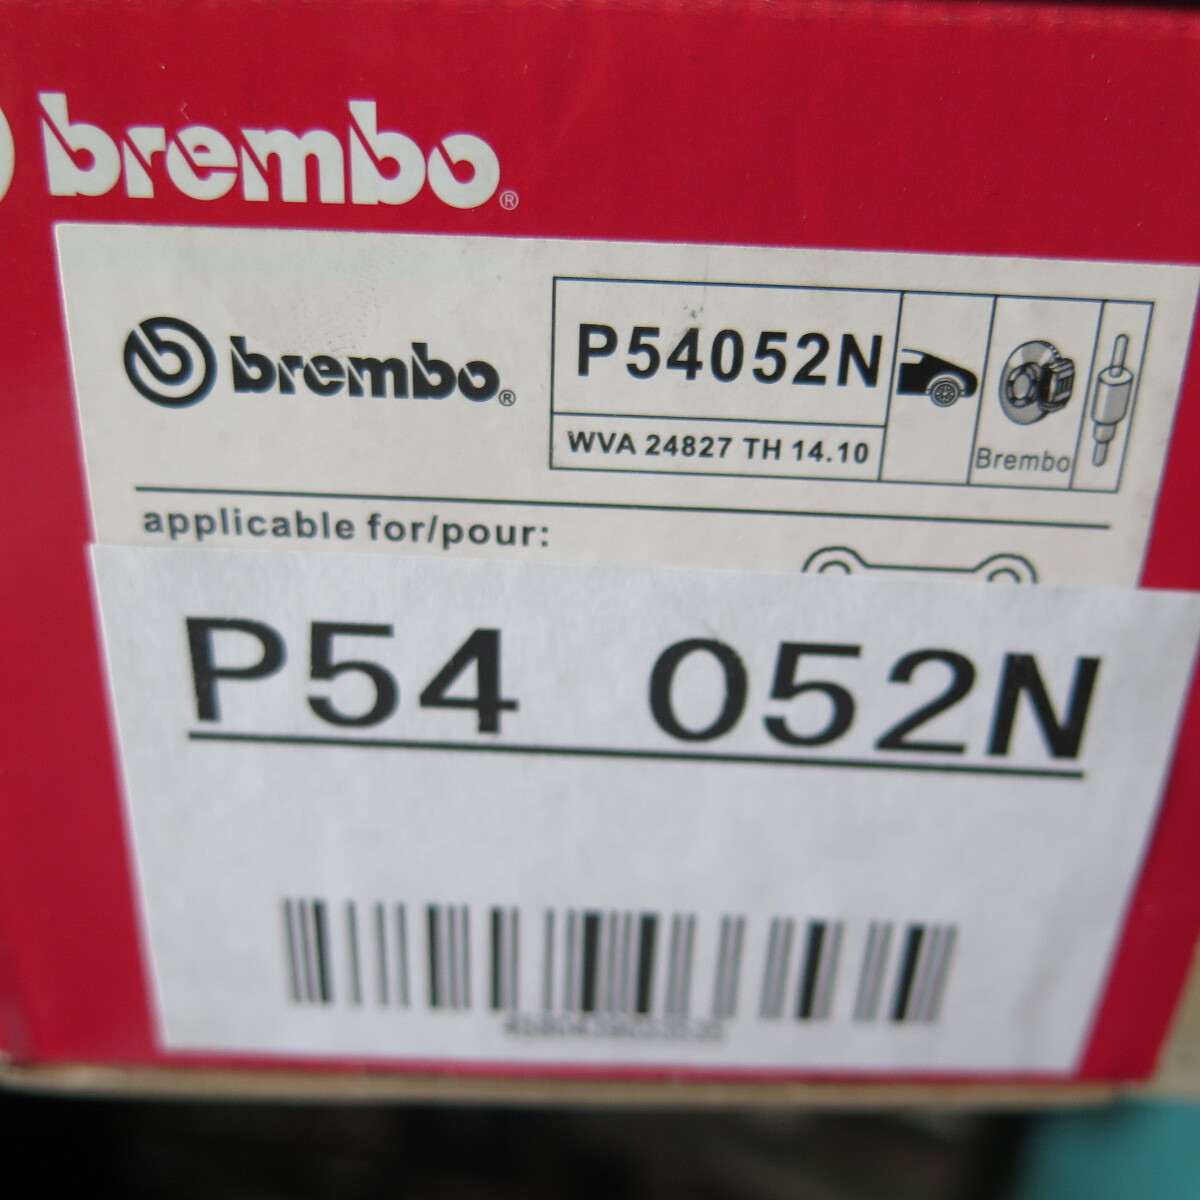 brembo®
brembo®
P54052N
WVA 24827 TH 14.10
Brembo
applicable for/pour:
P54 052N